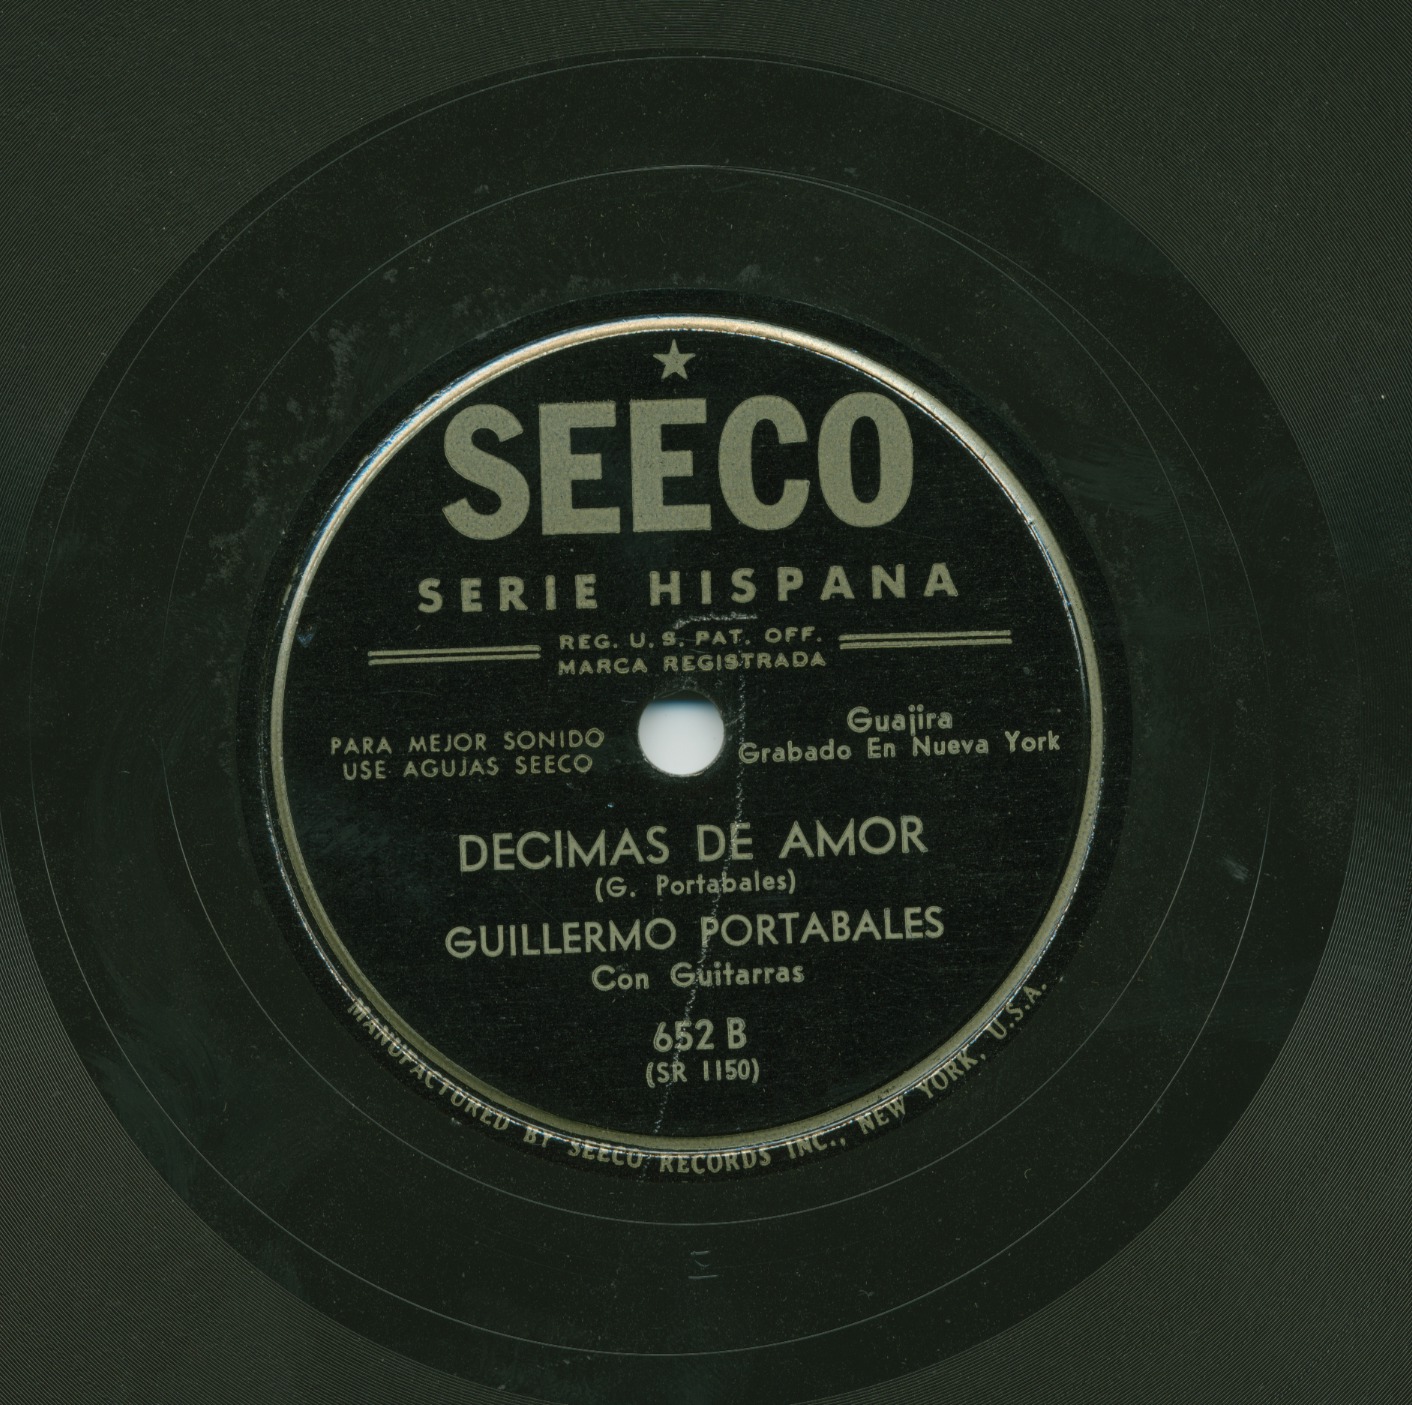 SEECO
SERIE HISPANA
REG. U. S. PAT. OFF.
MARCA REGISTRADA
PARA MEJOR SONIDO
USE AGUJAS SEECO
Guajira
Grabado En Nueva York
DECIMAS DE AMOR
(G. Portabales)
GUILLERMO PORTABALES
Con Guitarras
652 B
(SR 1150)
MANUFACTURED BY SEECO RECORDS INC., NEW YORK, U.S.A.